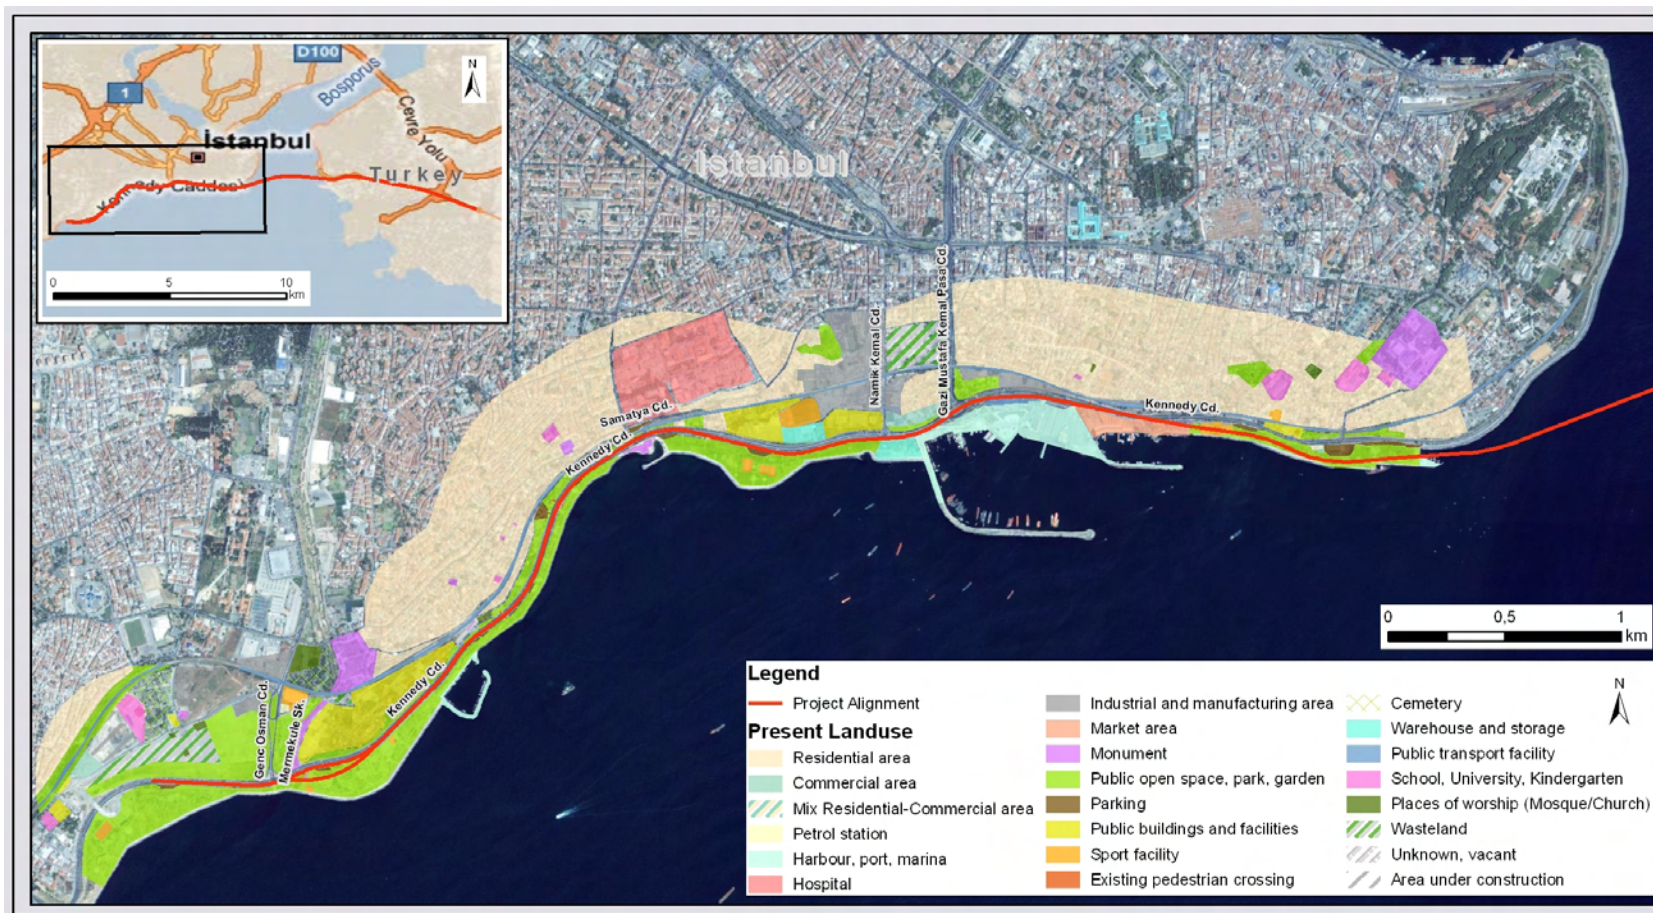 D100
N
1
Bosporus
Cevre Yolu
İstanbul
Turkey
0 5 10
km
Istanbul
Namik Kemal Cd.
Gazi Mustafa Kemal Pasa Cd.
Samatya Cd.
Kennedy Cd.
Kennedy Cd.
Kennedy Cd.
Genc Osman Cd.
Mermekule Sk.
0 0,5 1
km
Legend
Project Alignment
Present Landuse
Residential area
Commercial area
Mix Residential-Commercial area
Petrol station
Harbour, port, marina
Hospital
Industrial and manufacturing area
Market area
Monument
Public open space, park, garden
Parking
Public buildings and facilities
Sport facility
Existing pedestrian crossing
Cemetery
Warehouse and storage
Public transport facility
School, University, Kindergarten
Places of worship (Mosque/Church)
Wasteland
Unknown, vacant
Area under construction
N